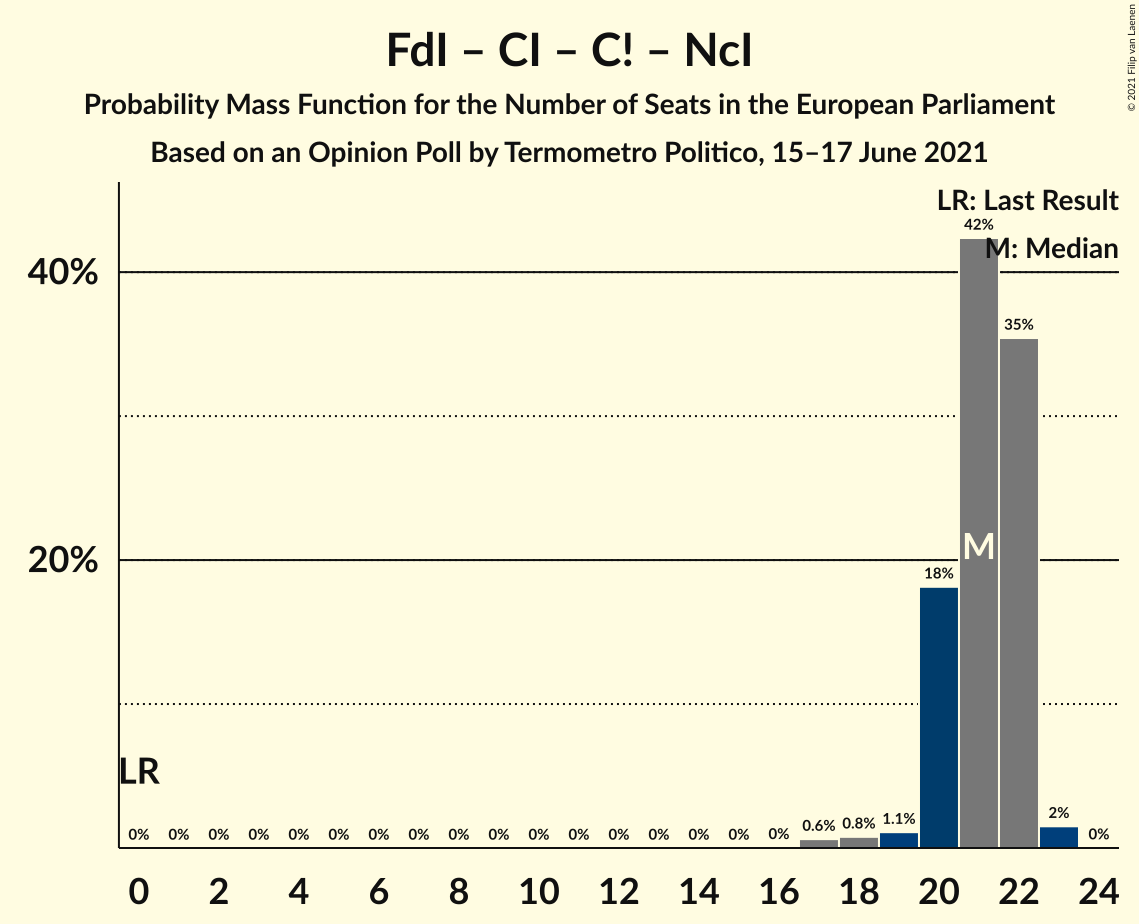 FdI – CI – C! – NcI
Probability Mass Function for the Number of Seats in the European Parliament
Based on an Opinion Poll by Termometro Politico, 15–17 June 2021
© 2021 Filip van Laenen
LR: Last Result
M: Median
40%
20%
42%
35%
M
18%
LR
0% 0% 0% 0% 0% 0% 0% 0% 0% 0% 0% 0% 0% 0% 0% 0% 0% 0.6% 0.8% 1.1% 2% 0%
0 2 4 6 8 10 12 14 16 18 20 22 24